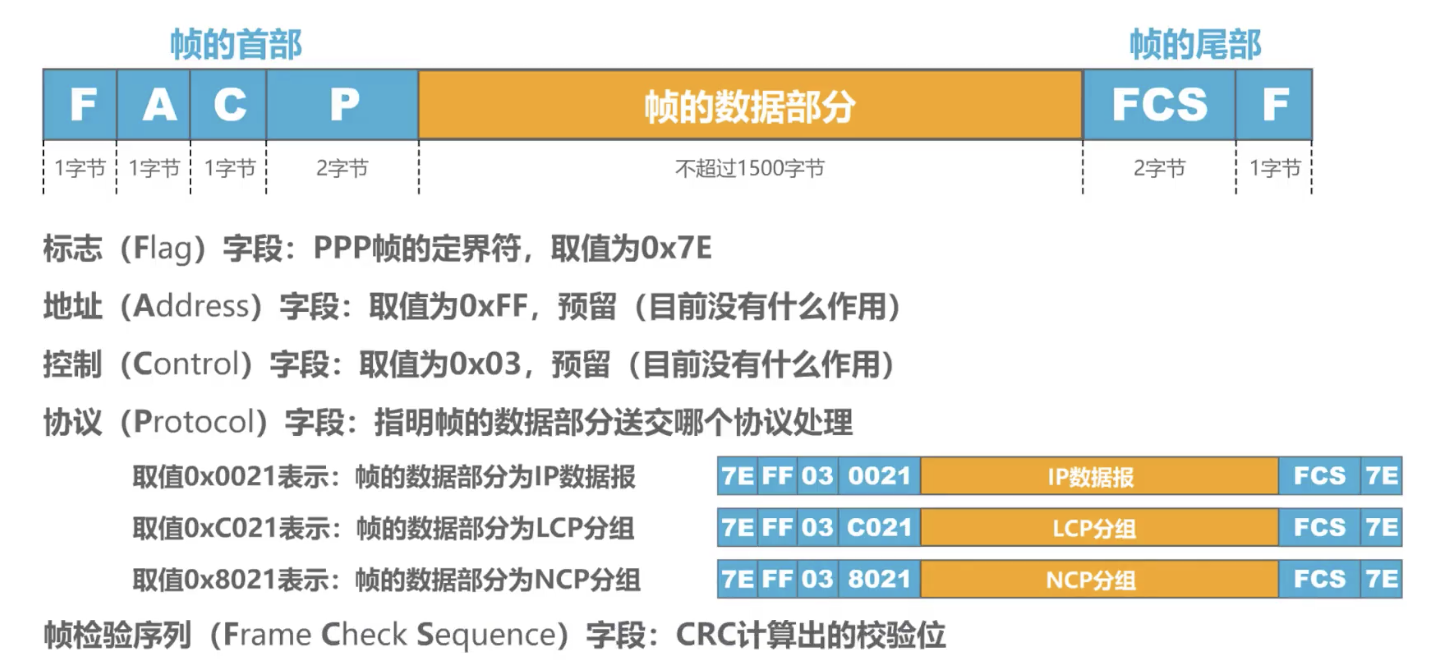 帧的首部 帧的尾部
F A C P 帧的数据部分 FCS F
1字节 1字节 1字节 2字节 不超过1500字节 2字节 1字节
标志（Flag）字段：PPP帧的定界符，取值为0x7E
地址（Address）字段：取值为0xFF，预留（目前没有什么作用）
控制（Control）字段：取值为0x03，预留（目前没有什么作用）
协议（Protocol）字段：指明帧的数据部分送交哪个协议处理
取值0x0021表示：帧的数据部分为IP数据报 7E FF 03 0021 IP数据报 FCS 7E
取值0xC021表示：帧的数据部分为LCP分组 7E FF 03 C021 LCP分组 FCS 7E
取值0x8021表示：帧的数据部分为NCP分组 7E FF 03 8021 NCP分组 FCS 7E
帧检验序列（Frame Check Sequence）字段：CRC计算出的校验位